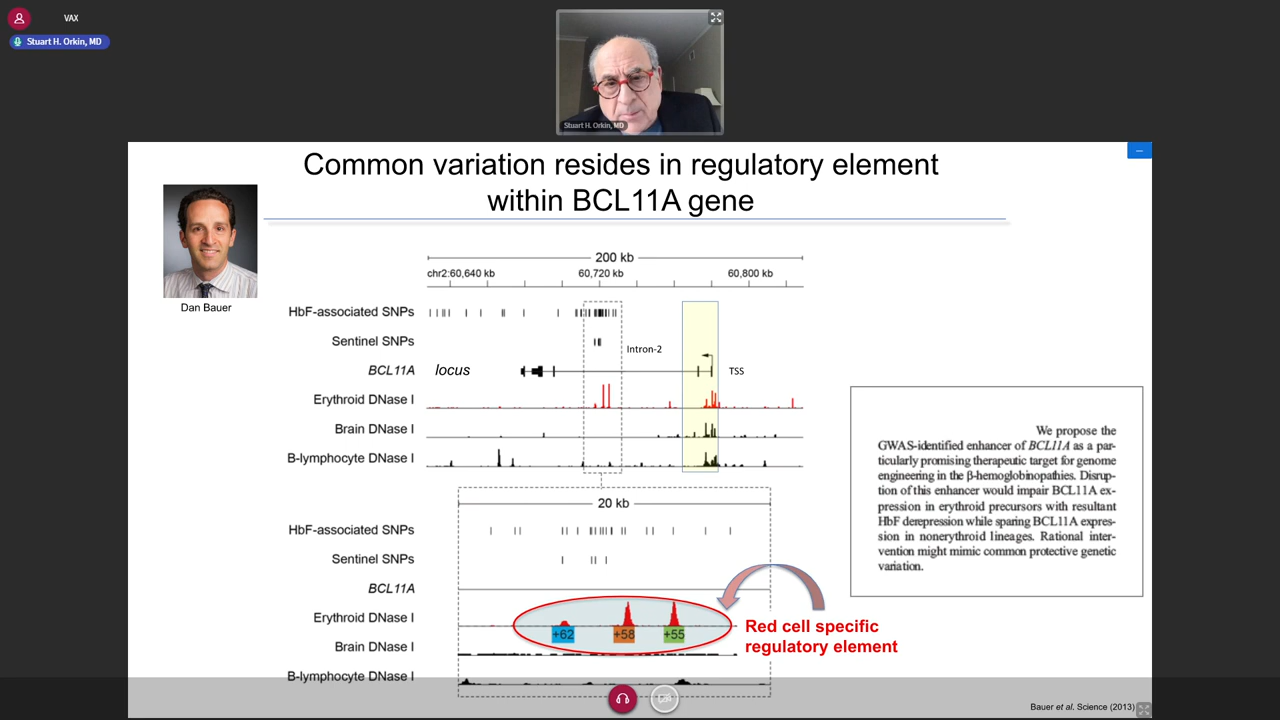 VAX
Stuart H. Orkin, MD
Stuart H. Orkin, MD
Common variation resides in regulatory element
within BCL11A gene
Dan Bauer
200 kb
chr2:60,640 kb 60,720 kb 60,800 kb
HbF-associated SNPs
Sentinel SNPs
Intron-2
BCL11A locus
TSS
Erythroid DNase I
Brain DNase I
B-lymphocyte DNase I
20 kb
HbF-associated SNPs
Sentinel SNPs
BCL11A
Erythroid DNase I
+62 +58 +55
Brain DNase I
B-lymphocyte DNase I
Red cell specific
regulatory element
We propose the
GWAS-identified enhancer of BCL11A as a par-
ticularly promising therapeutic target for genome
engineering in the β-hemoglobinopathies. Disrup-
tion of this enhancer would impair BCL11A ex-
pression in erythroid precursors with resultant
HbF derepression while sparing BCL11A expres-
sion in nonerythroid lineages. Rational inter-
vention might mimic common protective genetic
variation.
Bauer et al. Science (2013)